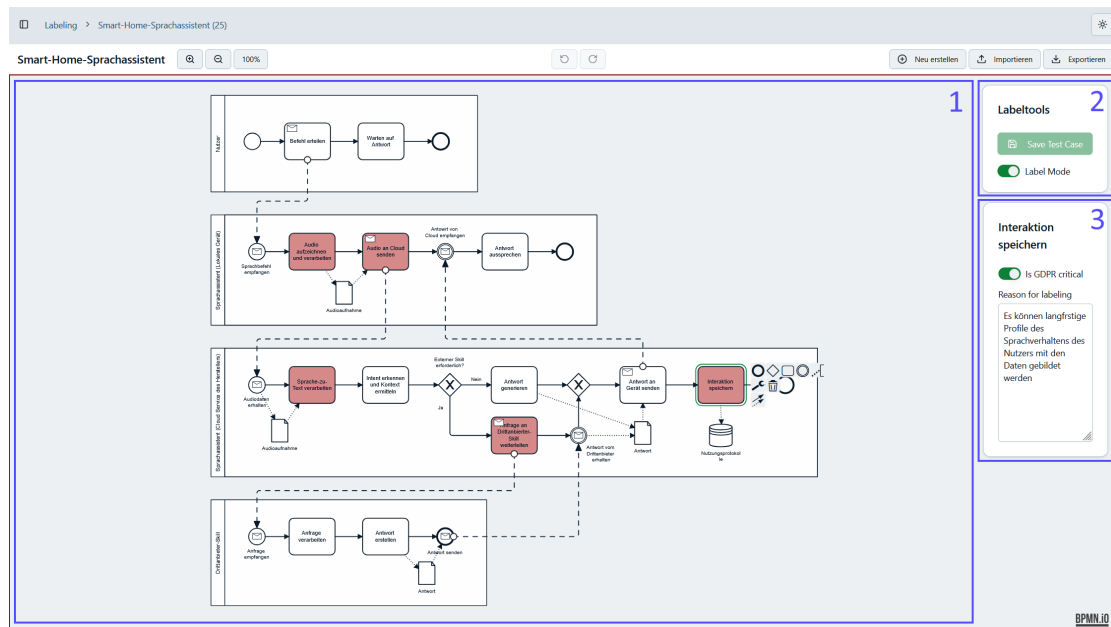 Labeling > Smart-Home-Sprachassistent (25)
Smart-Home-Sprachassistent
100%
Neu erstellen
Importieren
Exportieren
1
2
3
Nutzer
Befehl erteilen
Warten auf
Antwort
Sprachassistent (Lokales Gerät)
Sprachbefehl
empfangen
Audio
aufzeichnen
und verarbeiten
Audioaufnahme
Audio an Cloud
senden
Antwort von
Cloud empfangen
Antwort
aussprechen
Sprachassistent (Cloud Service des Herstellers)
Audiodaten
erhalten
Audioaufnahme
Sprache-zu-
Text verarbeiten
Intent erkennen
und Kontext
ermitteln
Externer Skill
erforderlich?
Nein
Ja
Antwort
generieren
Anfrage an
Drittanbieter-
Skill
weiterleiten
Antwort vom
Drittanbieter
erhalten
Antwort
Antwort an
Gerät senden
Interaktion
speichern
Nutzungsprotokol
le
Drittanbieter-Skill
Anfrage
empfangen
Anfrage
verarbeiten
Antwort
erstellen
Antwort senden
Antwort
Labeltools
Save Test Case
Label Mode
Interaktion
speichern
Is GDPR critical
Reason for labeling
Es können langfrstige
Profile des
Sprachverhaltens des
Nutzers mit den
Daten gebildet
werden
BPMN.iO